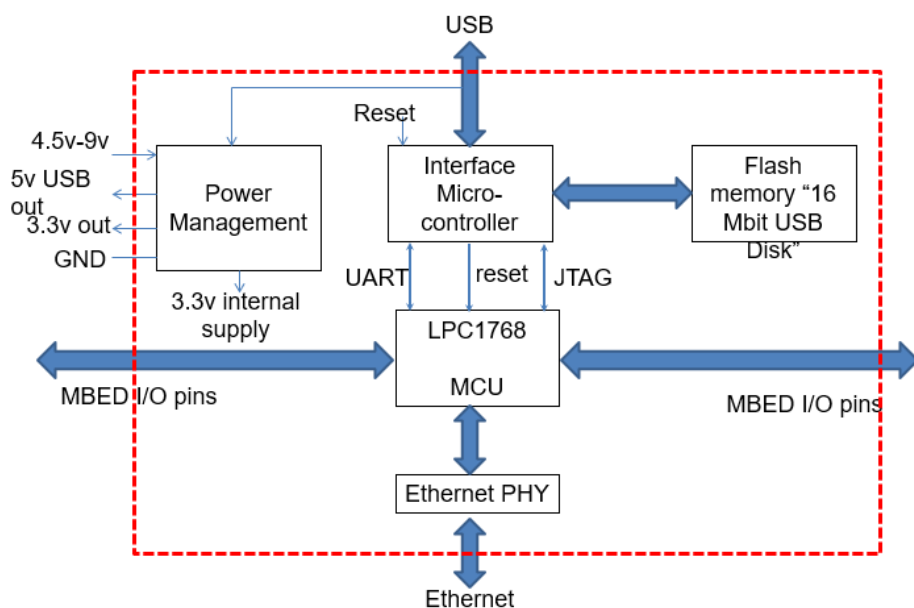 USB
Reset
4.5v-9v
5v USB
out
3.3v out
GND
Power
Management
Interface
Micro-
controller
Flash
memory “16
Mbit USB
Disk”
UART
reset
JTAG
3.3v internal
supply
LPC1768
MCU
MBED I/O pins
MBED I/O pins
Ethernet PHY
Ethernet